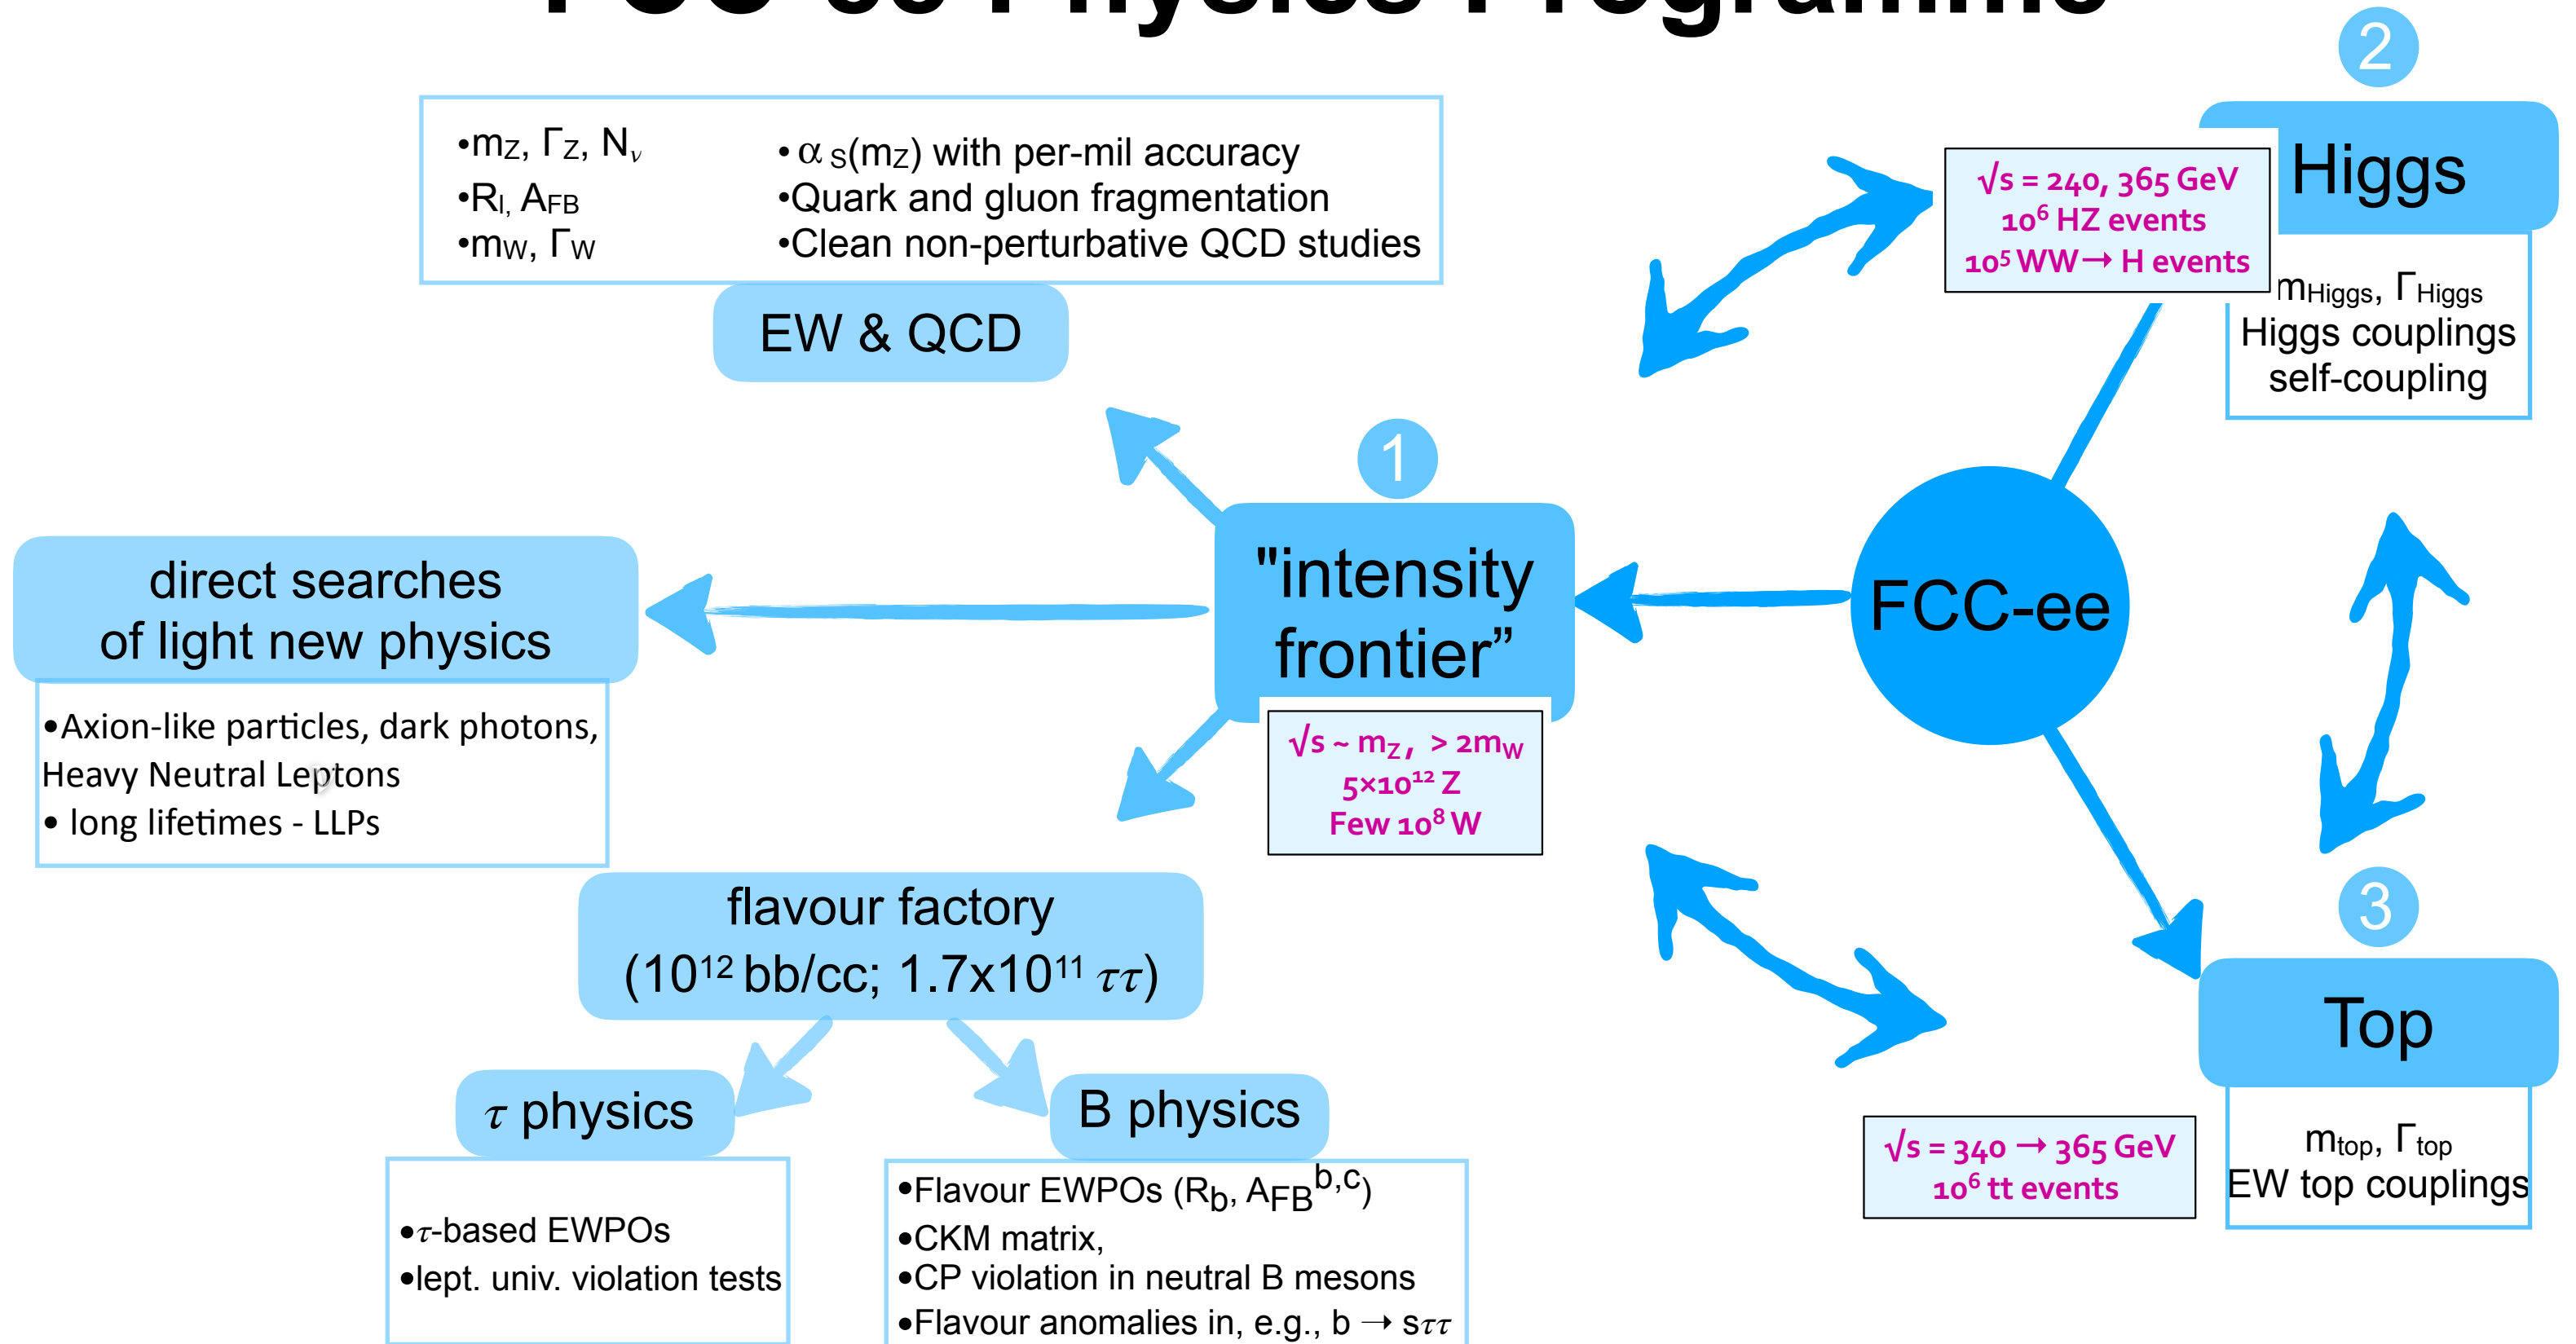 FCC-ee Physics Programme
2
•mZ, ΓZ, Nν
•Rl, AFB
•mW, ΓW
• α S(mZ) with per-mil accuracy
•Quark and gluon fragmentation
•Clean non-perturbative QCD studies
EW & QCD
√s = 240, 365 GeV
10⁶ HZ events
10⁵ WW→ H events
Higgs
mHiggs, ΓHiggs
Higgs couplings
self-coupling
1
"intensity
frontier”
√s ~ mZ, > 2mW
5×10¹² Z
Few 10⁸ W
FCC-ee
direct searches
of light new physics
•Axion-like particles, dark photons,
Heavy Neutral Leptons
• long lifetimes - LLPs
flavour factory
(10¹² bb/cc; 1.7x10¹¹ ττ)
τ physics
•τ-based EWPOs
•lept. univ. violation tests
B physics
•Flavour EWPOs (Rb, AFBb,c)
•CKM matrix,
•CP violation in neutral B mesons
•Flavour anomalies in, e.g., b → sττ
3
Top
√s = 340 → 365 GeV
10⁶ tt events
mtop, Γtop
EW top couplings